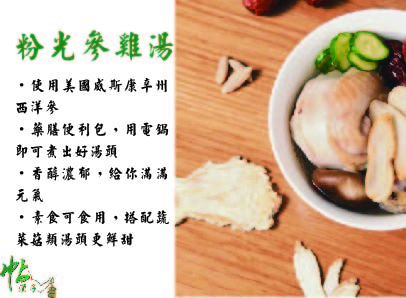 粉光參雞湯
・使用美國威斯康辛州
西洋參
・藥膳便利包，用電鍋
即可煮出好湯頭
・香醇濃郁，給你滿滿
元氣
・素食可食用，搭配蔬
菜菇類湯頭更鮮甜